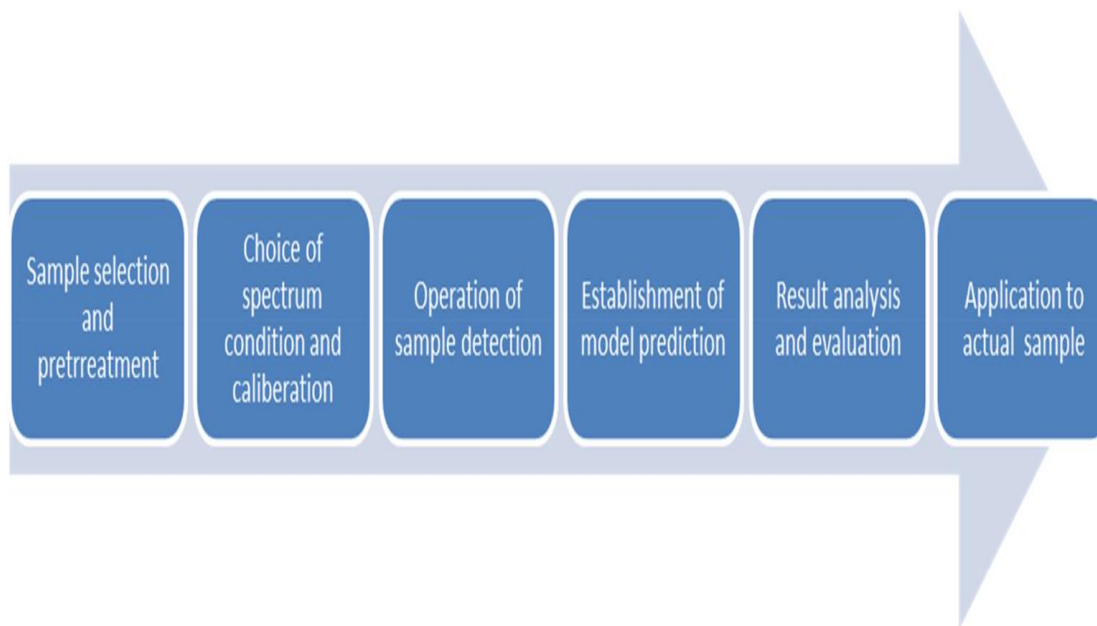 Sample selection
and
pretrreatment
Choice of
spectrum
condition and
caliberation
Operation of
sample detection
Establishment of
model prediction
Result analysis
and evaluation
Application to
actual sample